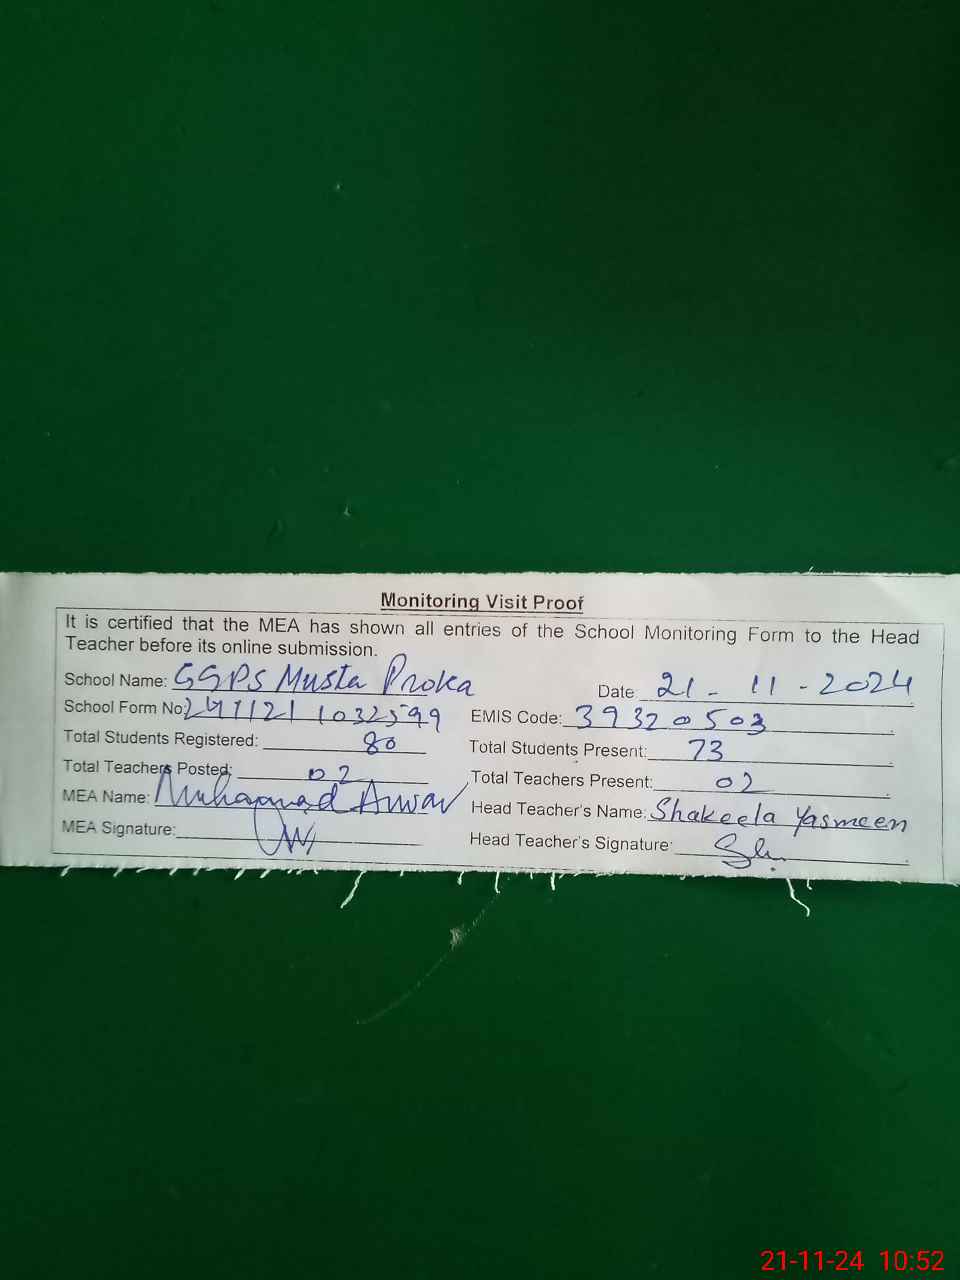 Monitoring Visit Proof
It is certified that the MEA has shown all entries of the School Monitoring Form to the Head
Teacher before its online submission.
School Name: GGPS Musta Proka Date: 21-11-2024
School Form No: 241121 1032599 EMIS Code: 39320503
Total Students Registered: 80 Total Students Present: 73
Total Teachers Posted: 02 Total Teachers Present: 02
MEA Name: Muhammad Anwar Head Teacher's Name: Shakeela Yasmeen
MEA Signature: Head Teacher's Signature:
21-11-24 10:52